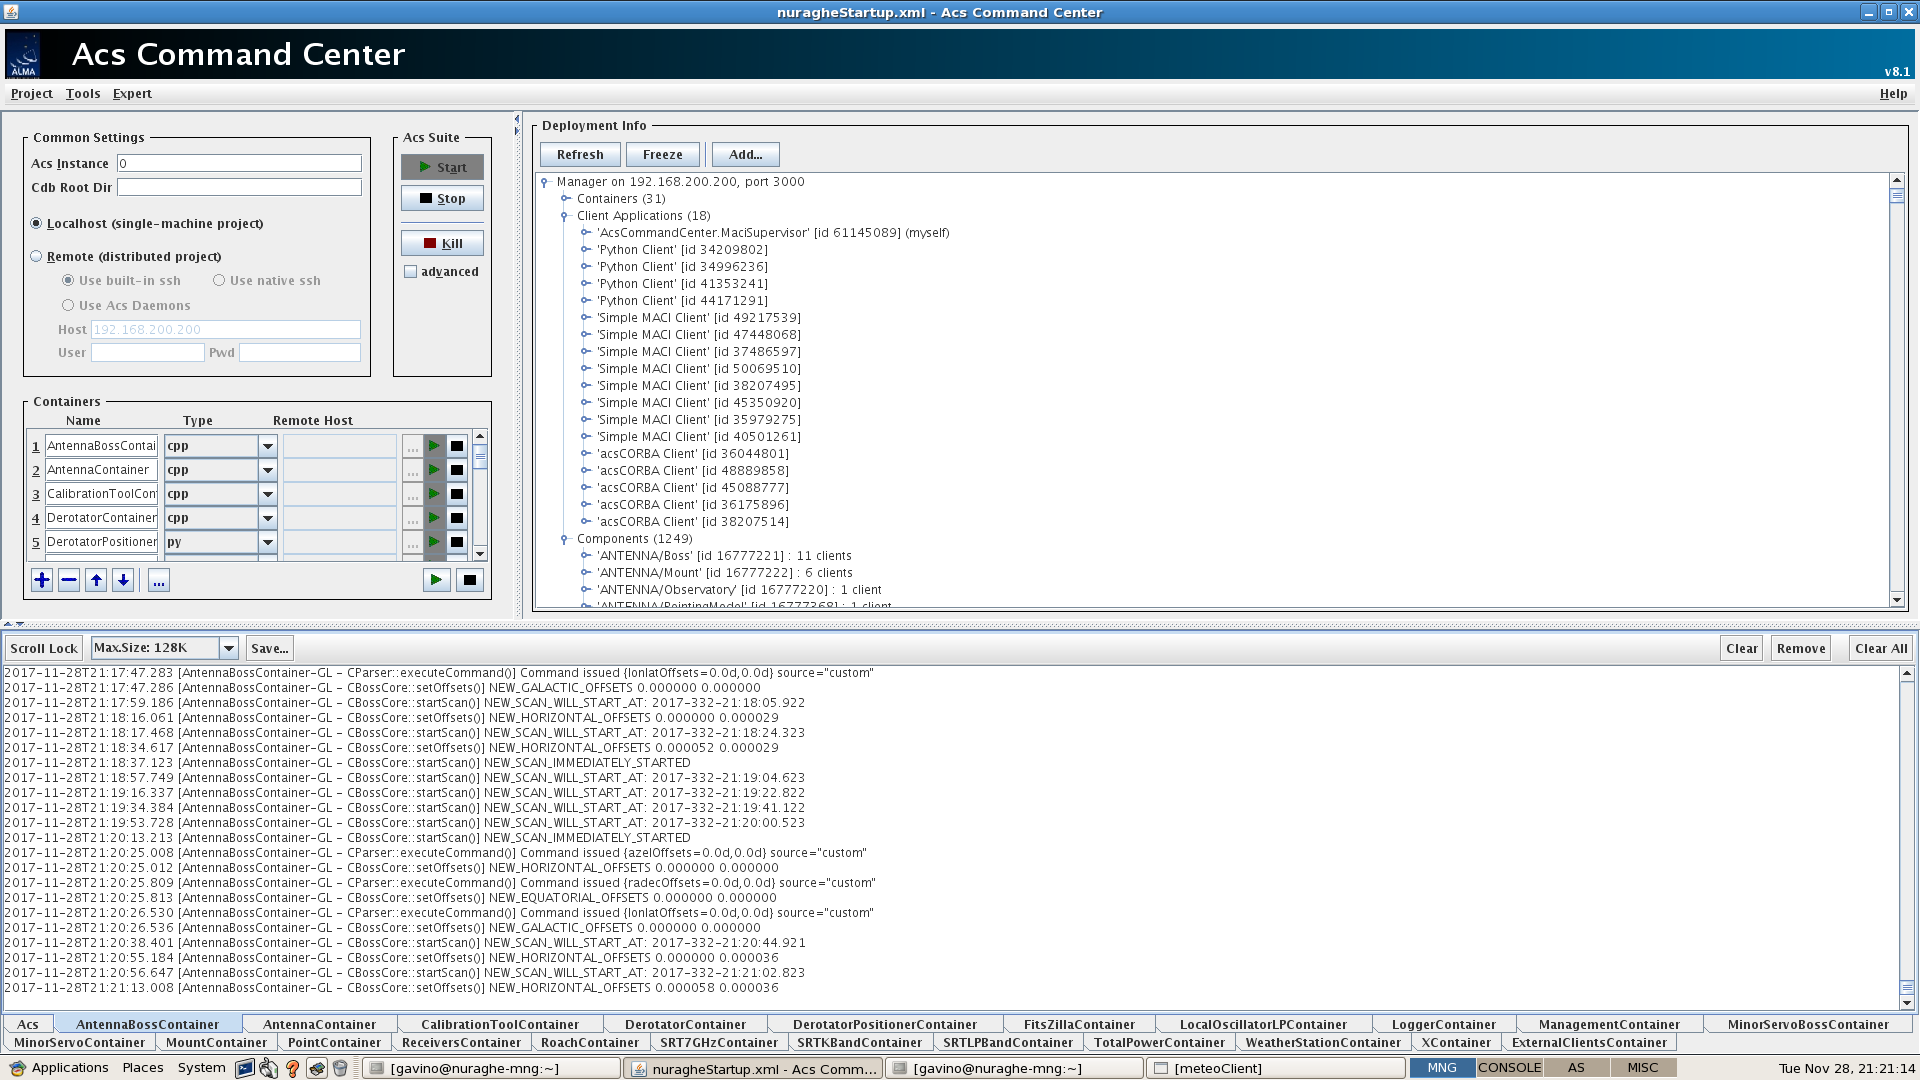 nuragheStartup.xml - Acs Command Center
ALMA
Acs Command Center
v8.1
Project Tools Expert Help
Common Settings
Acs Instance 0
Cdb Root Dir
Localhost (single-machine project)
Remote (distributed project)
Use built-in ssh Use native ssh
Use Acs Daemons
Host 192.168.200.200
User Pwd
Acs Suite
Start
Stop
Kill
advanced
Containers
Name Type Remote Host
1 AntennaBossContai cpp ...
2 AntennaContainer cpp ...
3 CalibrationToolCon cpp ...
4 DerotatorContainer cpp ...
5 DerotatorPositioner py ...
...
Deployment Info
Refresh Freeze Add...
Manager on 192.168.200.200, port 3000
Containers (31)
Client Applications (18)
'AcsCommandCenter.MaciSupervisor' [id 61145089] (myself)
'Python Client' [id 34209802]
'Python Client' [id 34996236]
'Python Client' [id 41353241]
'Python Client' [id 44171291]
'Simple MACI Client' [id 49217539]
'Simple MACI Client' [id 47448068]
'Simple MACI Client' [id 37486597]
'Simple MACI Client' [id 50069510]
'Simple MACI Client' [id 38207495]
'Simple MACI Client' [id 45350920]
'Simple MACI Client' [id 35979275]
'Simple MACI Client' [id 40501261]
'acsCORBA Client' [id 36044801]
'acsCORBA Client' [id 48889858]
'acsCORBA Client' [id 45088777]
'acsCORBA Client' [id 36175896]
'acsCORBA Client' [id 38207514]
Components (1249)
'ANTENNA/Boss' [id 16777221] : 11 clients
'ANTENNA/Mount' [id 16777222] : 6 clients
'ANTENNA/Observatory' [id 16777220] : 1 client
'ANTENNA/PointingModel' [id 16777368] : 1 client
Scroll Lock Max.Size: 128K Save... Clear Remove Clear All
2017-11-28T21:17:47.283 [AntennaBossContainer-GL - CParser::executeCommand()] Command issued {lonlatOffsets=0.0d,0.0d} source="custom"
2017-11-28T21:17:47.286 [AntennaBossContainer-GL - CBossCore::setOffsets()] NEW_GALACTIC_OFFSETS 0.000000 0.000000
2017-11-28T21:17:59.186 [AntennaBossContainer-GL - CBossCore::startScan()] NEW_SCAN_WILL_START_AT: 2017-332-21:18:05.922
2017-11-28T21:18:16.061 [AntennaBossContainer-GL - CBossCore::setOffsets()] NEW_HORIZONTAL_OFFSETS 0.000000 0.000029
2017-11-28T21:18:17.468 [AntennaBossContainer-GL - CBossCore::startScan()] NEW_SCAN_WILL_START_AT: 2017-332-21:18:24.323
2017-11-28T21:18:34.617 [AntennaBossContainer-GL - CBossCore::setOffsets()] NEW_HORIZONTAL_OFFSETS 0.000052 0.000029
2017-11-28T21:18:37.123 [AntennaBossContainer-GL - CBossCore::startScan()] NEW_SCAN_IMMEDIATELY_STARTED
2017-11-28T21:18:57.749 [AntennaBossContainer-GL - CBossCore::startScan()] NEW_SCAN_WILL_START_AT: 2017-332-21:19:04.623
2017-11-28T21:19:16.337 [AntennaBossContainer-GL - CBossCore::startScan()] NEW_SCAN_WILL_START_AT: 2017-332-21:19:22.822
2017-11-28T21:19:34.384 [AntennaBossContainer-GL - CBossCore::startScan()] NEW_SCAN_WILL_START_AT: 2017-332-21:19:41.122
2017-11-28T21:19:53.728 [AntennaBossContainer-GL - CBossCore::startScan()] NEW_SCAN_WILL_START_AT: 2017-332-21:20:00.523
2017-11-28T21:20:13.213 [AntennaBossContainer-GL - CBossCore::startScan()] NEW_SCAN_IMMEDIATELY_STARTED
2017-11-28T21:20:25.008 [AntennaBossContainer-GL - CParser::executeCommand()] Command issued {azelOffsets=0.0d,0.0d} source="custom"
2017-11-28T21:20:25.012 [AntennaBossContainer-GL - CBossCore::setOffsets()] NEW_HORIZONTAL_OFFSETS 0.000000 0.000000
2017-11-28T21:20:25.809 [AntennaBossContainer-GL - CParser::executeCommand()] Command issued {radecOffsets=0.0d,0.0d} source="custom"
2017-11-28T21:20:25.813 [AntennaBossContainer-GL - CBossCore::setOffsets()] NEW_EQUATORIAL_OFFSETS 0.000000 0.000000
2017-11-28T21:20:26.530 [AntennaBossContainer-GL - CParser::executeCommand()] Command issued {lonlatOffsets=0.0d,0.0d} source="custom"
2017-11-28T21:20:26.536 [AntennaBossContainer-GL - CBossCore::setOffsets()] NEW_GALACTIC_OFFSETS 0.000000 0.000000
2017-11-28T21:20:38.401 [AntennaBossContainer-GL - CBossCore::startScan()] NEW_SCAN_WILL_START_AT: 2017-332-21:20:44.921
2017-11-28T21:20:55.184 [AntennaBossContainer-GL - CBossCore::setOffsets()] NEW_HORIZONTAL_OFFSETS 0.000000 0.000036
2017-11-28T21:20:56.647 [AntennaBossContainer-GL - CBossCore::startScan()] NEW_SCAN_WILL_START_AT: 2017-332-21:21:02.823
2017-11-28T21:21:13.008 [AntennaBossContainer-GL - CBossCore::setOffsets()] NEW_HORIZONTAL_OFFSETS 0.000058 0.000036
Acs AntennaBossContainer AntennaContainer CalibrationToolContainer DerotatorContainer DerotatorPositionerContainer FitsZillaContainer LocalOscillatorLPContainer LoggerContainer ManagementContainer MinorServoBossContainer
MinorServoContainer MountContainer PointContainer ReceiversContainer RoachContainer SRT7GHzContainer SRTKBandContainer SRTLPBandContainer TotalPowerContainer WeatherStationContainer XContainer ExternalClientsContainer
Applications Places System [gavino@nuraghe-mng:~] nuragheStartup.xml - Acs Comm... [gavino@nuraghe-mng:~] [meteoClient] MNG CONSOLE AS MISC Tue Nov 28, 21:21:14